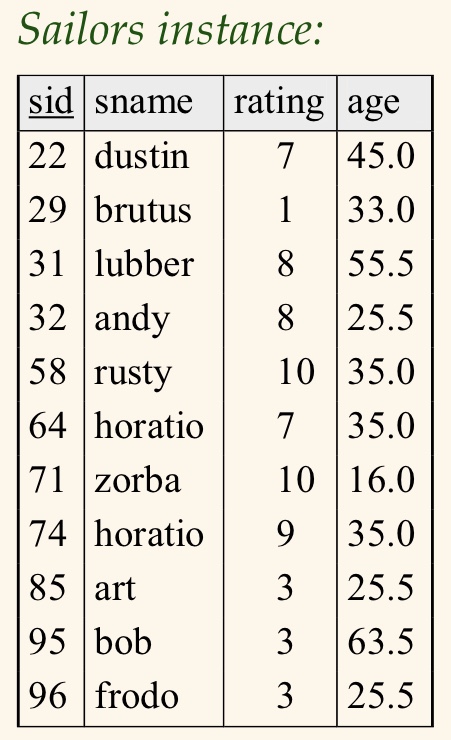 Sailors instance:
sid sname rating age
22 dustin 7 45.0
29 brutus 1 33.0
31 lubber 8 55.5
32 andy 8 25.5
58 rusty 10 35.0
64 horatio 7 35.0
71 zorba 10 16.0
74 horatio 9 35.0
85 art 3 25.5
95 bob 3 63.5
96 frodo 3 25.5